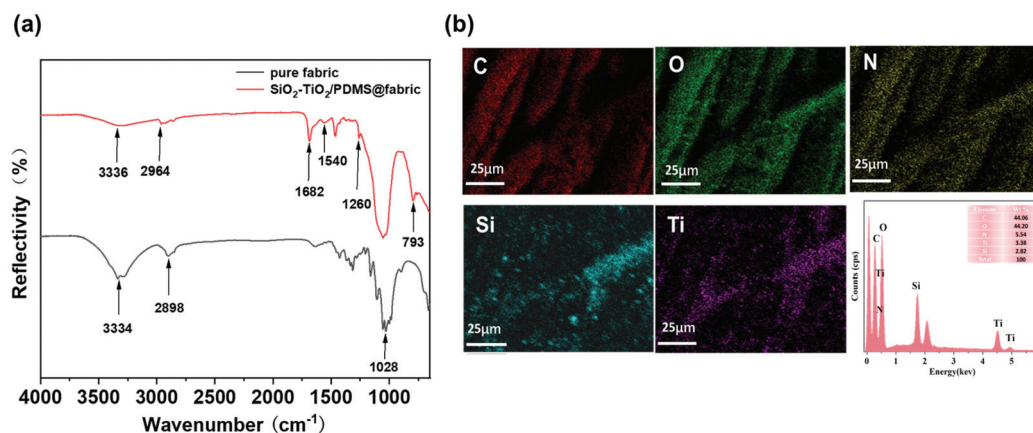 (a)
pure fabric
SiO2-TiO2/PDMS@fabric
Reflectivity (%)
3336
2964
1682
1540
1260
793
3334
2898
1028
4000 3500 3000 2500 2000 1500 1000
Wavenumber (cm-1)
(b)
C
25μm
O
25μm
N
25μm
Si
25μm
Ti
25μm
Counts (cps)
C
O
Ti
N
Si
Ti
Ti
Element Wt%
C 44.06
O 44.20
N 5.54
3.38
2.82
Total 100
0 1 2 3 4 5
Energy(kev)